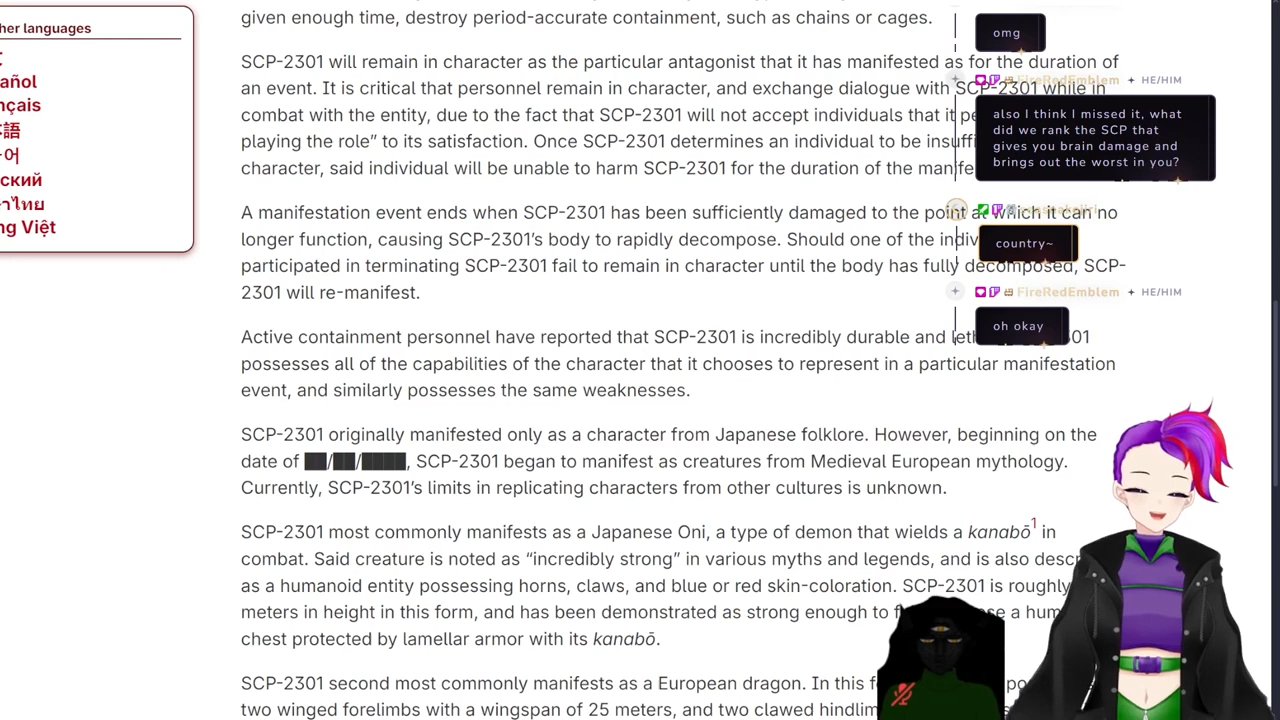 her languages
añol
nçais
本語
어
сский
าไทย
ng Việt
given enough time, destroy period-accurate containment, such as chains or cages.
SCP-2301 will remain in character as the particular antagonist that it has manifested as for the duration of
an event. It is critical that personnel remain in character, and exchange dialogue with SCP-2301 while in
combat with the entity, due to the fact that SCP-2301 will not accept individuals that it pe
playing the role” to its satisfaction. Once SCP-2301 determines an individual to be insuffi
character, said individual will be unable to harm SCP-2301 for the duration of the manife
A manifestation event ends when SCP-2301 has been sufficiently damaged to the point at which it can no
longer function, causing SCP-2301’s body to rapidly decompose. Should one of the indiv
participated in terminating SCP-2301 fail to remain in character until the body has fully decomposed, SCP-
2301 will re-manifest.
Active containment personnel have reported that SCP-2301 is incredibly durable and leth 01
possesses all of the capabilities of the character that it chooses to represent in a particular manifestation
event, and similarly possesses the same weaknesses.
SCP-2301 originally manifested only as a character from Japanese folklore. However, beginning on the
date of ██/██/████, SCP-2301 began to manifest as creatures from Medieval European mythology.
Currently, SCP-2301’s limits in replicating characters from other cultures is unknown.
SCP-2301 most commonly manifests as a Japanese Oni, a type of demon that wields a kanabō1 in
combat. Said creature is noted as “incredibly strong” in various myths and legends, and is also desc
as a humanoid entity possessing horns, claws, and blue or red skin-coloration. SCP-2301 is roughly
meters in height in this form, and has been demonstrated as strong enough to f se a hum
chest protected by lamellar armor with its kanabō.
SCP-2301 second most commonly manifests as a European dragon. In this f po
two winged forelimbs with a wingspan of 25 meters, and two clawed hindlim
omg
FireRedEmblem HE/HIM
also I think I missed it, what
did we rank the SCP that
gives you brain damage and
brings out the worst in you?
country~
FireRedEmblem HE/HIM
oh okay